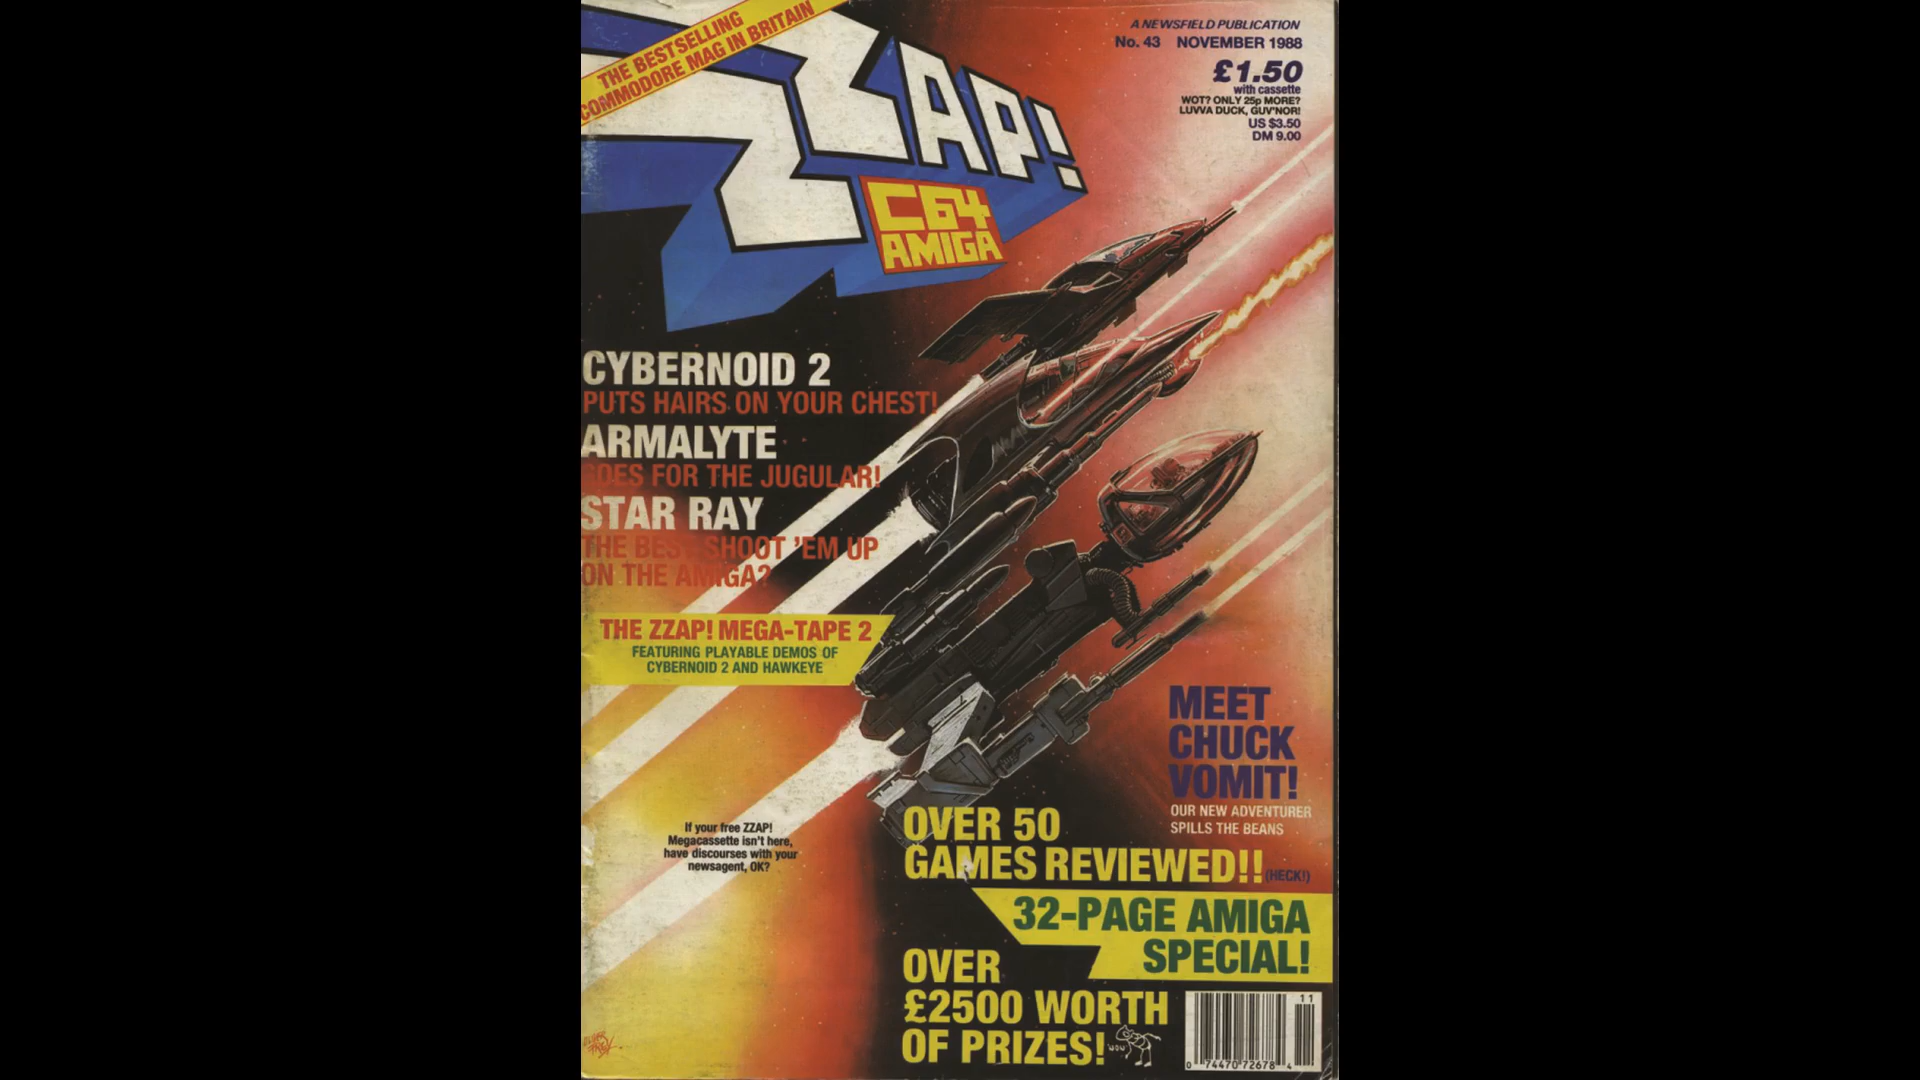 THE BESTSELLING
COMMODORE MAG IN BRITAIN
ZZAP!
C64
AMIGA
A NEWSFIELD PUBLICATION
No. 43 NOVEMBER 1988
£1.50
with cassette
WOT? ONLY 25p MORE?
LUVVA DUCK, GUV'NOR!
US $3.50
DM 9.00
CYBERNOID 2
PUTS HAIRS ON YOUR CHEST!
ARMALYTE
GOES FOR THE JUGULAR!
STAR RAY
THE BEST SHOOT 'EM UP
ON THE AMIGA?
THE ZZAP! MEGA-TAPE 2
FEATURING PLAYABLE DEMOS OF
CYBERNOID 2 AND HAWKEYE
If your free ZZAP!
Megacassette isn't here,
have discourses with your
newsagent, OK?
MEET
CHUCK
VOMIT!
OUR NEW ADVENTURER
SPILLS THE BEANS
OVER 50
GAMES REVIEWED!! (HECK!)
32-PAGE AMIGA
SPECIAL!
OVER
£2500 WORTH
OF PRIZES!
11
0 74470 72678 4